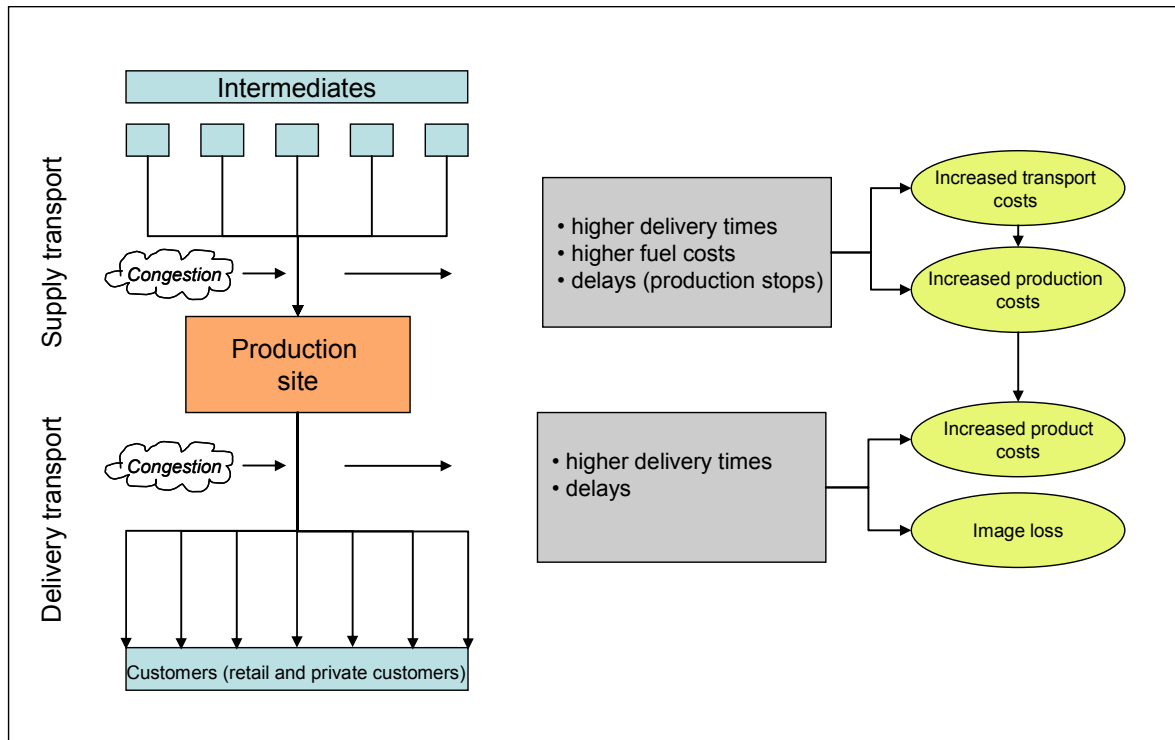 Intermediates
Supply transport
Congestion
Production
site
Delivery transport
Congestion
Customers (retail and private customers)
• higher delivery times
• higher fuel costs
• delays (production stops)
Increased transport
costs
Increased production
costs
• higher delivery times
• delays
Increased product
costs
Image loss